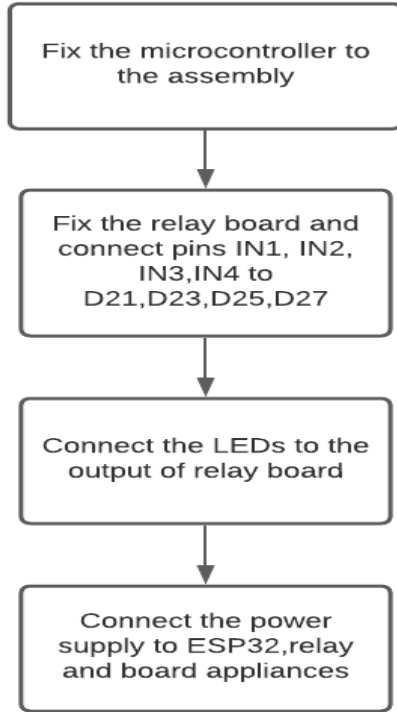 Fix the microcontroller to
the assembly
Fix the relay board and
connect pins IN1, IN2,
IN3,IN4 to
D21,D23,D25,D27
Connect the LEDs to the
output of relay board
Connect the power
supply to ESP32,relay
and board appliances